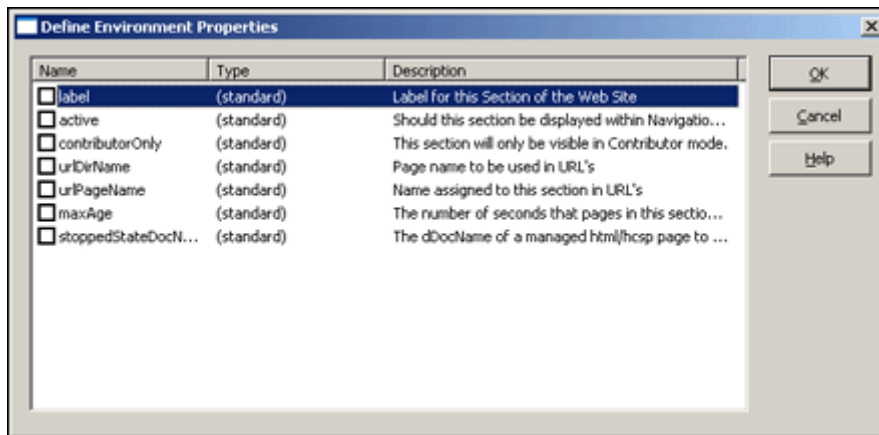 Define Environment Properties
Name Type Description
label (standard) Label for this Section of the Web Site
active (standard) Should this section be displayed within Navigatio...
contributorOnly (standard) This section will only be visible in Contributor mode.
urlDirName (standard) Page name to be used in URL's
urlPageName (standard) Name assigned to this section in URL's
maxAge (standard) The number of seconds that pages in this sectio...
stoppedStateDocN... (standard) The dDocName of a managed html/hcsp page to ...
OK
Cancel
Help